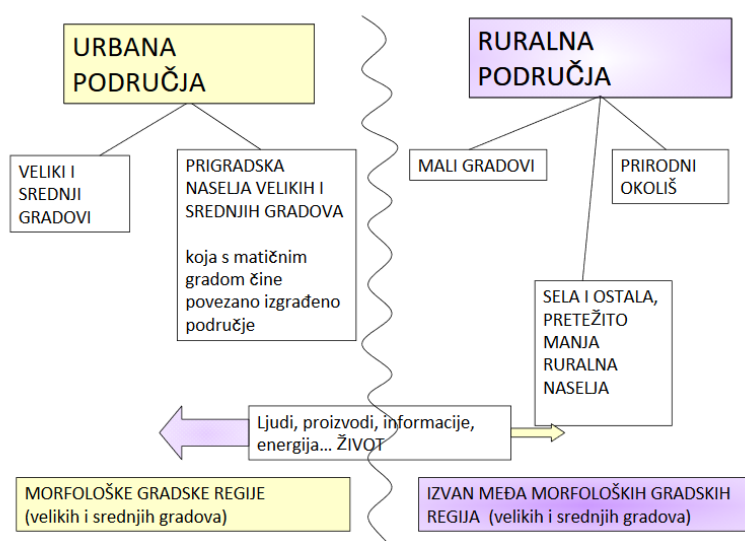 URBANA
PODRUČJA
RURALNA
PODRUČJA
VELIKI I
SREDNJI
GRADOVI
PRIGRADSKA
NASELJA VELIKIH I
SREDNJIH GRADOVA
koja s matičnim
gradom čine
povezano izgrađeno
područje
MALI GRADOVI
PRIRODNI
OKOLIŠ
SELA I OSTALA,
PRETEŽITO
MANJA
RURALNA
NASELJA
Ljudi, proizvodi, informacije,
energija... ŽIVOT
MORFOLOŠKE GRADSKE REGIJE
(velikih i srednjih gradova)
IZVAN MEĐA MORFOLOŠKIH GRADSKIH
REGIJA (velikih i srednjih gradova)